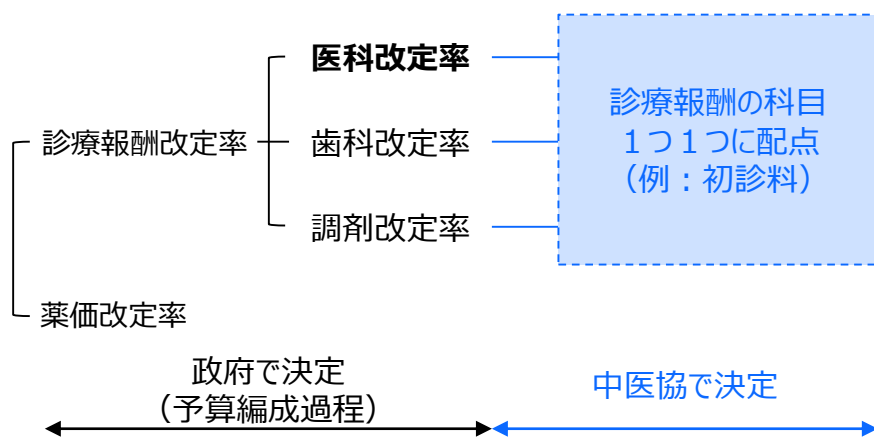 医科改定率
診療報酬改定率
歯科改定率
調剤改定率
薬価改定率
診療報酬の科目
１つ１つに配点
（例：初診料）
政府で決定
（予算編成過程）
中医協で決定